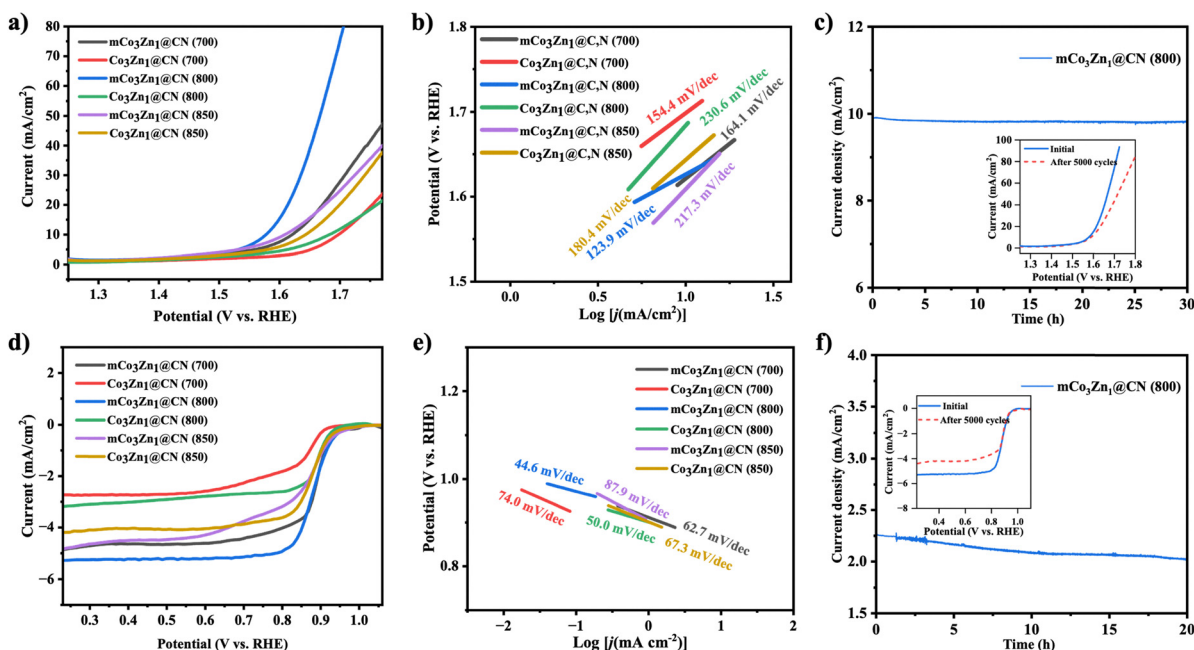 a)
80
70
60
50
40
30
20
10
0
Current (mA/cm²)
mCo₃Zn₁@CN (700)
Co₃Zn₁@CN (700)
mCo₃Zn₁@CN (800)
Co₃Zn₁@CN (800)
mCo₃Zn₁@CN (850)
Co₃Zn₁@CN (850)
1.3 1.4 1.5 1.6 1.7
Potential (V vs. RHE)
b)
1.8
1.7
1.6
1.5
Potential (V vs. RHE)
mCo₃Zn₁@C,N (700)
Co₃Zn₁@C,N (700)
mCo₃Zn₁@C,N (800)
Co₃Zn₁@C,N (800)
mCo₃Zn₁@C,N (850)
Co₃Zn₁@C,N (850)
154.4 mV/dec
230.6 mV/dec
164.1 mV/dec
180.4 mV/dec
123.9 mV/dec
217.3 mV/dec
0.0 0.5 1.0 1.5
Log [j(mA/cm²)]
c)
12
10
8
6
Current density (mA/cm²)
mCo₃Zn₁@CN (800)
100
80
60
40
20
0
Current (mA/cm²)
Initial
After 5000 cycles
1.3 1.4 1.5 1.6 1.7 1.8
Potential (V vs. RHE)
0 5 10 15 20 25 30
Time (h)
d)
0
−2
−4
−6
Current (mA/cm²)
mCo₃Zn₁@CN (700)
Co₃Zn₁@CN (700)
mCo₃Zn₁@CN (800)
Co₃Zn₁@CN (800)
mCo₃Zn₁@CN (850)
Co₃Zn₁@CN (850)
0.3 0.4 0.5 0.6 0.7 0.8 0.9 1.0
Potential (V vs. RHE)
e)
1.2
1.0
0.8
Potential (V vs. RHE)
mCo₃Zn₁@CN (700)
Co₃Zn₁@CN (700)
mCo₃Zn₁@CN (800)
Co₃Zn₁@CN (800)
mCo₃Zn₁@CN (850)
Co₃Zn₁@CN (850)
44.6 mV/dec
87.9 mV/dec
74.0 mV/dec
50.0 mV/dec
62.7 mV/dec
67.3 mV/dec
−2 −1 0 1 2
Log [j(mA cm⁻²)]
f)
4.0
3.5
3.0
2.5
2.0
1.5
Current density (mA/cm²)
mCo₃Zn₁@CN (800)
0
−2
−4
−6
−8
Current (mA/cm²)
Initial
After 5000 cycles
0.4 0.6 0.8 1.0
Potential (V vs. RHE)
0 5 10 15 20
Time (h)